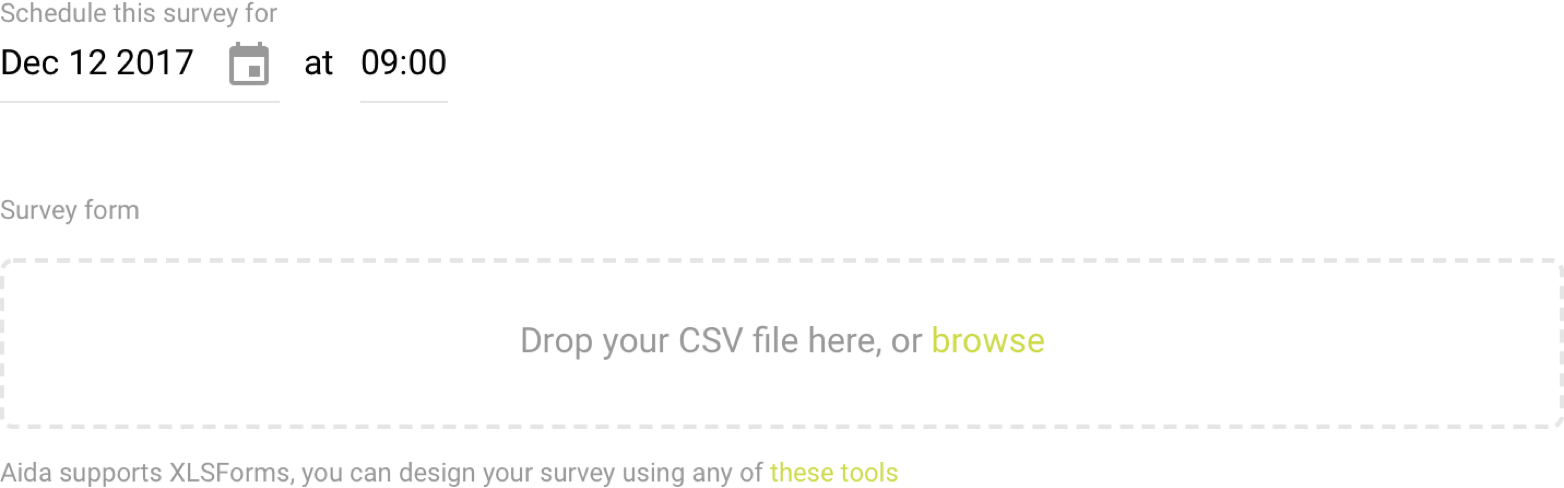 Schedule this survey for
Dec 12 2017 at 09:00
Survey form
Drop your CSV file here, or browse
Aida supports XLSForms, you can design your survey using any of these tools